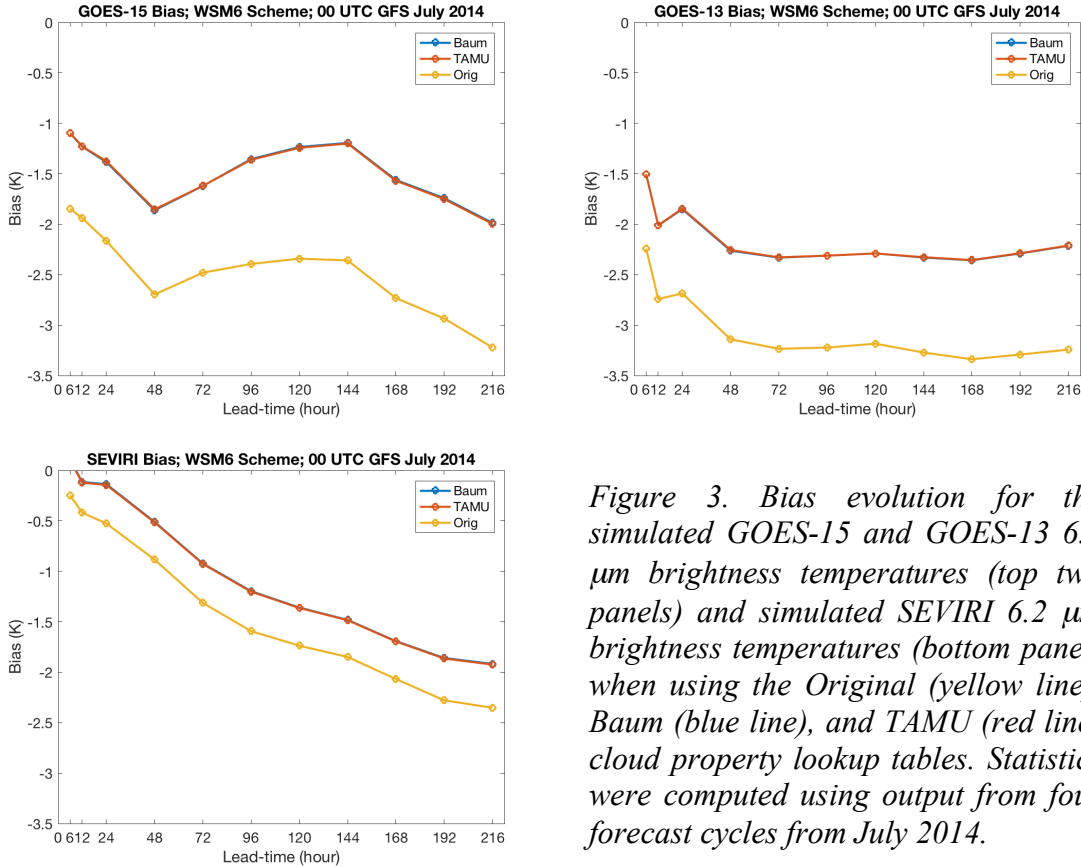 GOES-15 Bias; WSM6 Scheme; 00 UTC GFS July 2014
Baum
TAMU
Orig
0
-0.5
-1
-1.5
-2
-2.5
-3
-3.5
Bias (K)
0 6 12 24 48 72 96 120 144 168 192 216
Lead-time (hour)
GOES-13 Bias; WSM6 Scheme; 00 UTC GFS July 2014
Baum
TAMU
Orig
0
-0.5
-1
-1.5
-2
-2.5
-3
-3.5
Bias (K)
0 6 12 24 48 72 96 120 144 168 192 216
Lead-time (hour)
SEVIRI Bias; WSM6 Scheme; 00 UTC GFS July 2014
Baum
TAMU
Orig
0
-0.5
-1
-1.5
-2
-2.5
-3
-3.5
Bias (K)
0 6 12 24 48 72 96 120 144 168 192 216
Lead-time (hour)
Figure 3. Bias evolution for th
simulated GOES-15 and GOES-13 6.
μm brightness temperatures (top tw
panels) and simulated SEVIRI 6.2 μ
brightness temperatures (bottom pane
when using the Original (yellow line
Baum (blue line), and TAMU (red line
cloud property lookup tables. Statistic
were computed using output from fou
forecast cycles from July 2014.